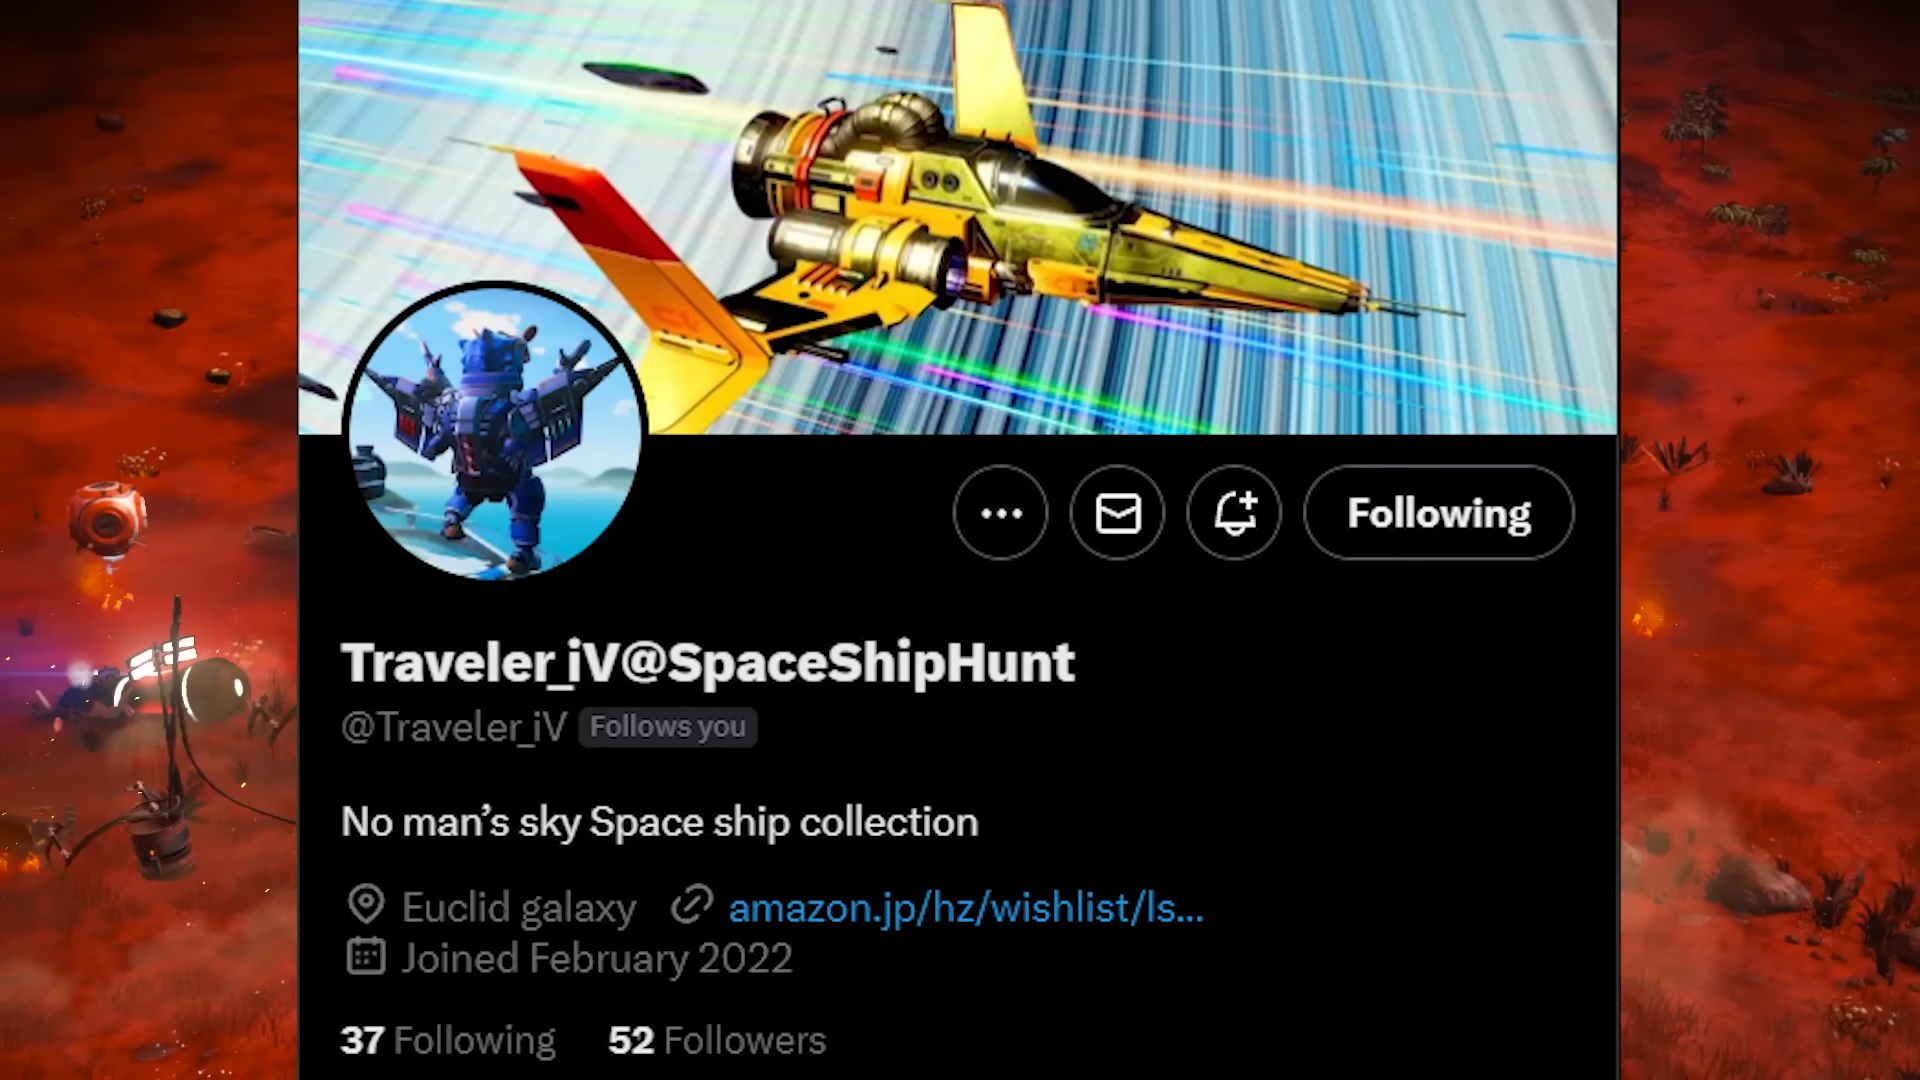 Following
Traveler_iV@SpaceShipHunt
@Traveler_iV Follows you
No man’s sky Space ship collection
Euclid galaxy amazon.jp/hz/wishlist/ls...
Joined February 2022
37 Following 52 Followers